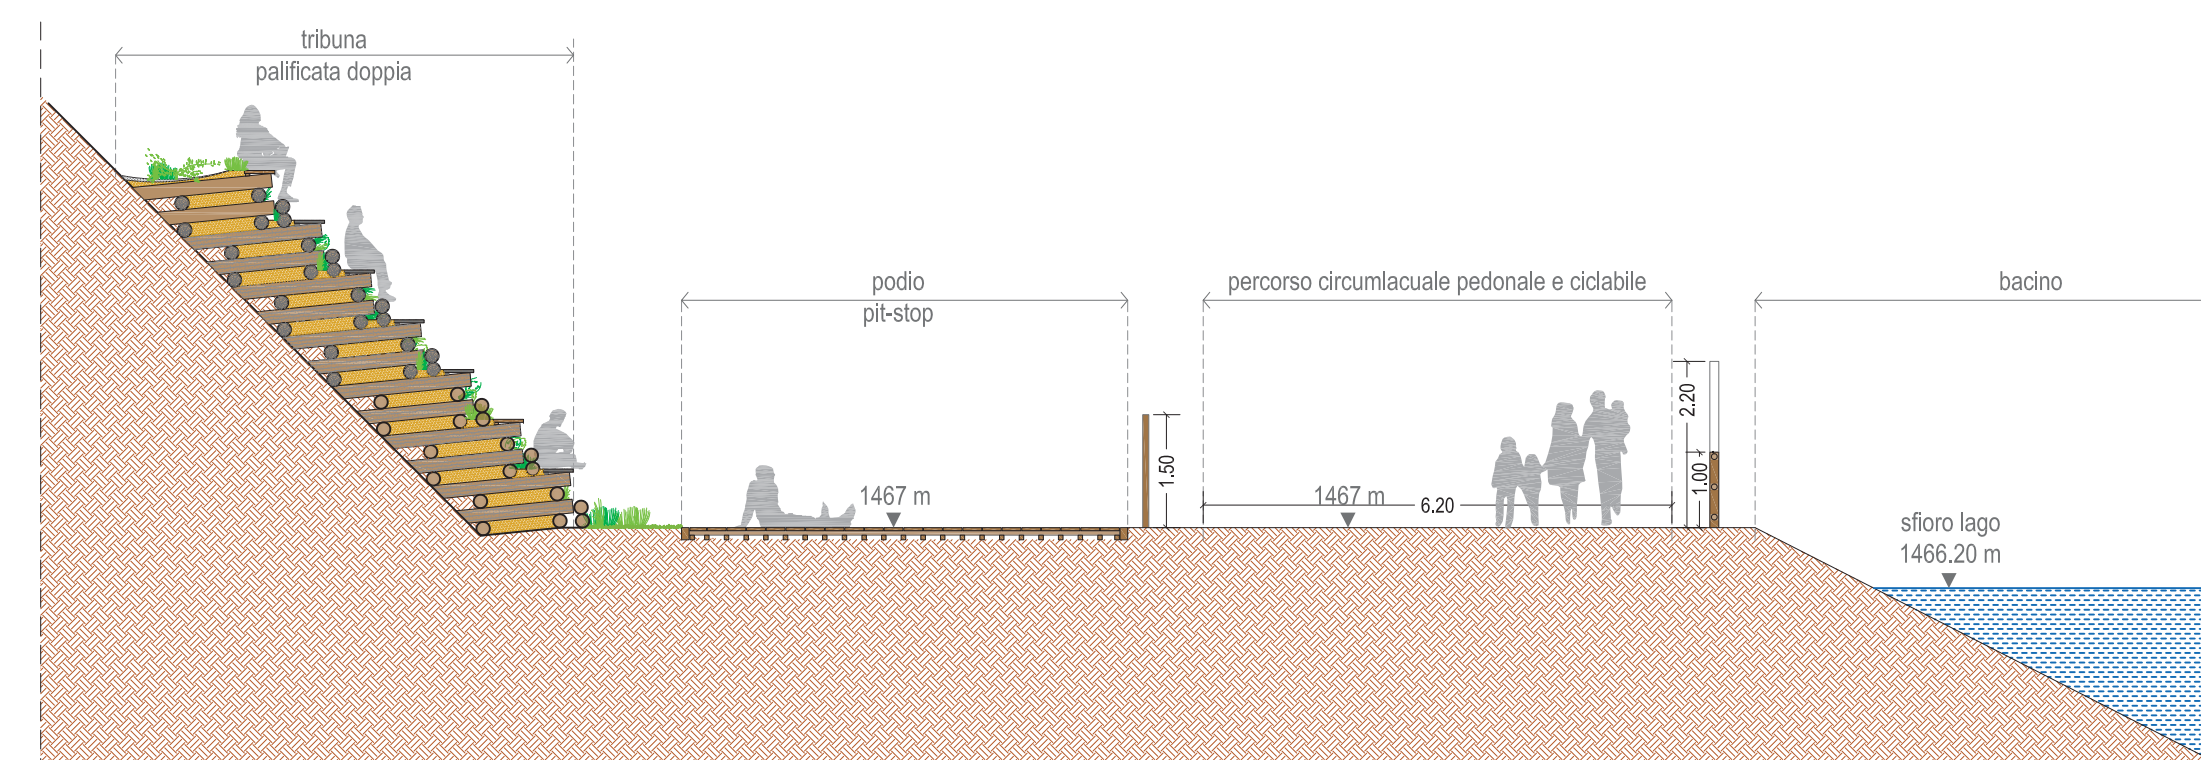 tribuna
palificata doppia
podio
pit-stop
percorso circumlacuale pedonale e ciclabile
bacino
2.20
1.50
1.00
1467 m
1467 m
6.20
sfioro lago
1466.20 m